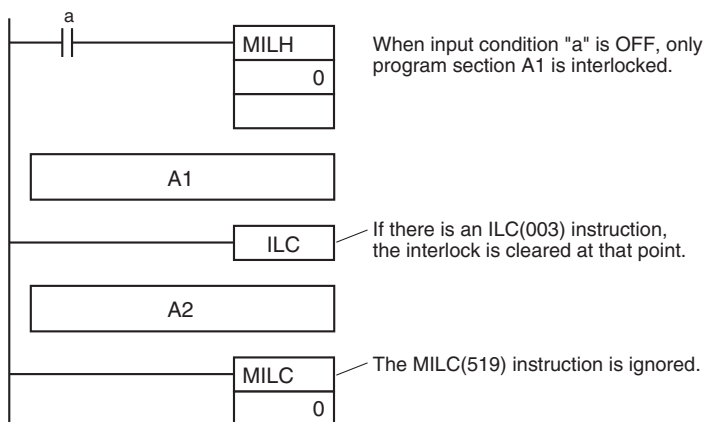 a
MILH
0
When input condition "a" is OFF, only
program section A1 is interlocked.
A1
ILC
If there is an ILC(003) instruction,
the interlock is cleared at that point.
A2
MILC
0
The MILC(519) instruction is ignored.